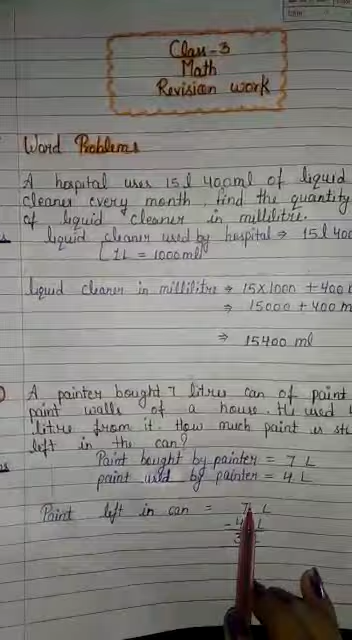 Class-3
Math
Revision work
Word Problems
A hospital uses 15l 400ml of liquid
cleaner every month, find the quantity
of liquid cleaner in millilitre.
liquid cleaner used by hospital ⇒ 15l 400
[1L = 1000ml]
liquid cleaner in millilitre ⇒ 15×1000 + 400
⇒ 15000 + 400 m
⇒ 15400 ml
A painter bought 7 litres can of paint
paint walls of a house. He used
litre from it. How much paint is
left in the can?
Paint bought by painter = 7 L
paint used by painter = 4 L
Paint left in can = 7 L
- 4 L
3 L